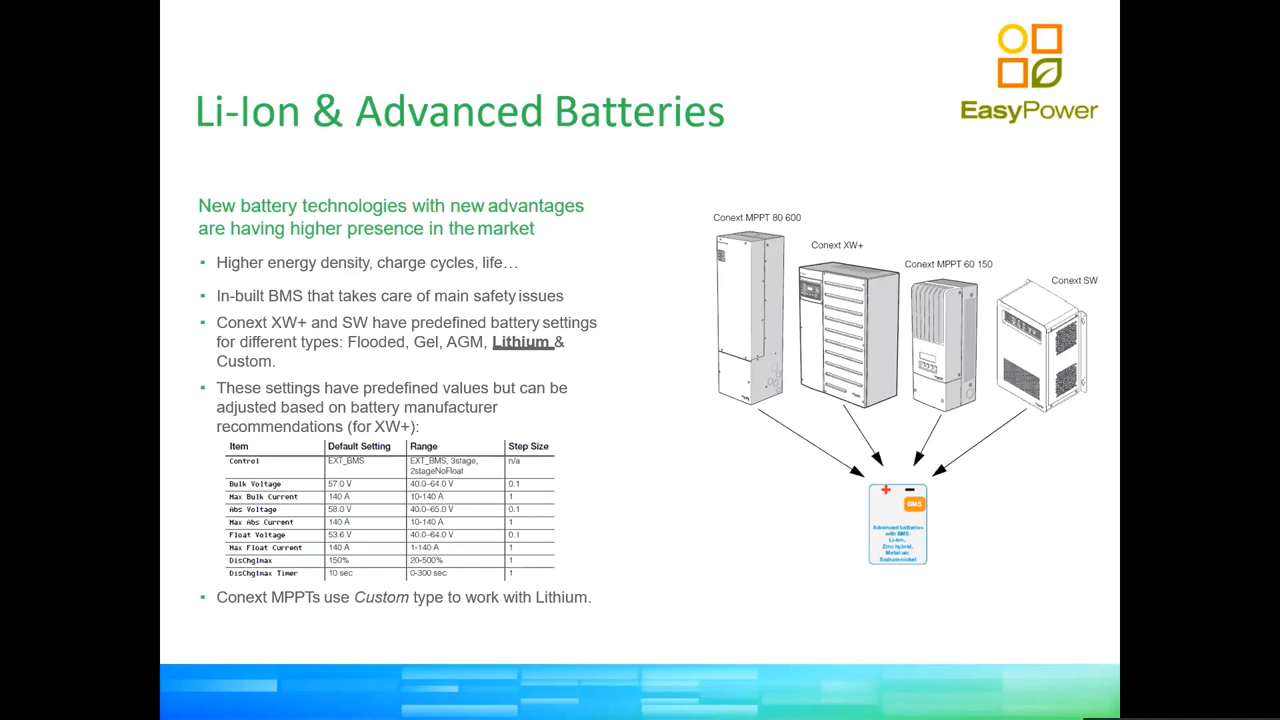 EasyPower
Li-Ion & Advanced Batteries
New battery technologies with new advantages
are having higher presence in the market
▪ Higher energy density, charge cycles, life…
▪ In-built BMS that takes care of main safety issues
▪ Conext XW+ and SW have predefined battery settings
for different types: Flooded, Gel, AGM, Lithium &
Custom.
▪ These settings have predefined values but can be
adjusted based on battery manufacturer
recommendations (for XW+):
Item Default Setting Range Step Size
Control EXT_BMS EXT_BMS, 3stage, n/a
2stageNoFloat
Bulk Voltage 57.0 V 40.0–64.0 V 0.1
Max Bulk Current 140 A 10-140 A 1
Abs Voltage 58.0 V 40.0–65.0 V 0.1
Max Abs Current 140 A 10-140 A 1
Float Voltage 53.6 V 40.0–64.0 V 0.1
Max Float Current 140 A 1-140 A 1
DisChgImax 150% 20-500% 1
DisChgImax Timer 10 sec 0-300 sec 1
▪ Conext MPPTs use Custom type to work with Lithium.
Conext MPPT 80 600
Conext XW+
Conext MPPT 60 150
Conext SW
+ −
BMS
Advanced batteries
with BMS:
Li-ion,
Zinc hybrid,
Metal-air,
Sodium-nickel